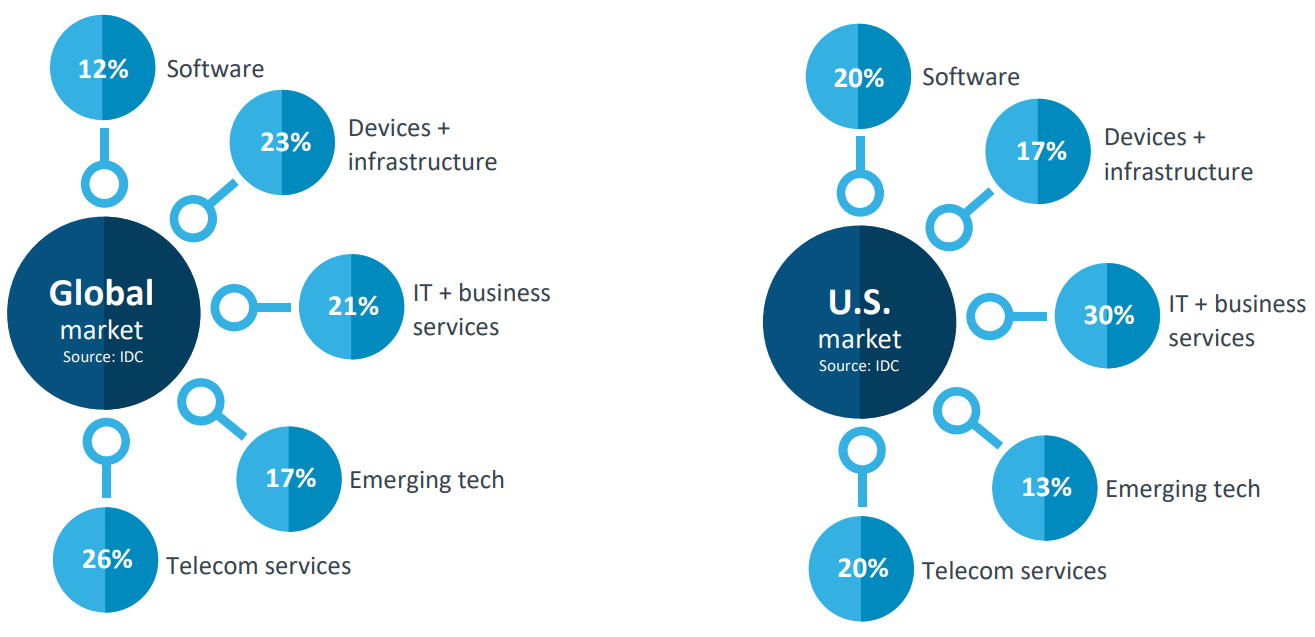 12%
Software
23%
Devices +
infrastructure
Global
market
Source: IDC
21%
IT + business
services
17%
Emerging tech
26%
Telecom services
20%
Software
17%
Devices +
infrastructure
U.S.
market
Source: IDC
30%
IT + business
services
13%
Emerging tech
20%
Telecom services